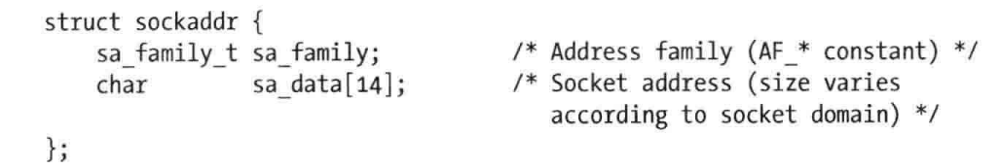 struct sockaddr {
    sa_family_t sa_family;           /* Address family (AF_* constant) */
    char        sa_data[14];         /* Socket address (size varies
                                        according to socket domain) */
};